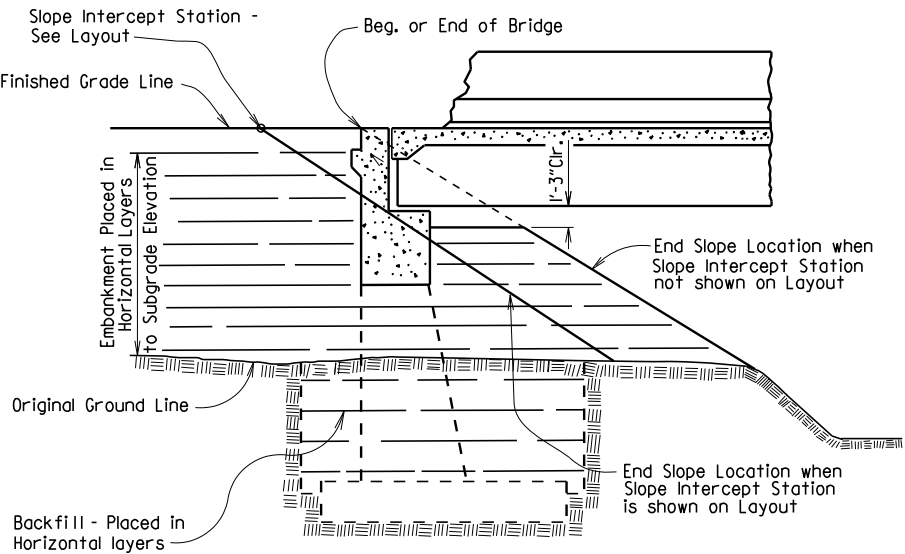 Slope Intercept Station -
See Layout
Beg. or End of Bridge
Finished Grade Line
Embankment Placed in
Horizontal Layers
to Subgrade Elevation
1'-3"Clr.
End Slope Location when
Slope Intercept Station
not shown on Layout
Original Ground Line
End Slope Location when
Slope Intercept Station
is shown on Layout
Backfill - Placed in
Horizontal layers